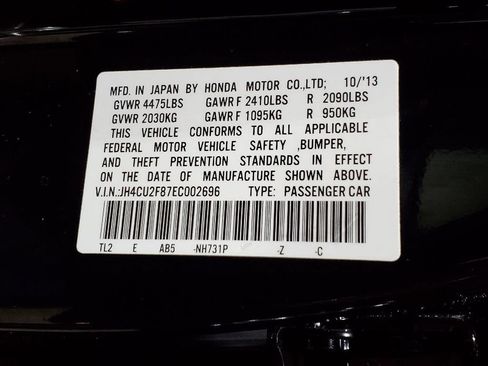 MFD. IN JAPAN BY HONDA MOTOR CO.,LTD; 10/'13
GVWR 4475LBS GAWR F 2410LBS R 2090LBS
GVWR 2030KG GAWR F 1095KG R 950KG
THIS VEHICLE CONFORMS TO ALL APPLICABLE
FEDERAL MOTOR VEHICLE SAFETY ,BUMPER,
AND THEFT PREVENTION STANDARDS IN EFFECT
ON THE DATE OF MANUFACTURE SHOWN ABOVE.
V.I.N.:JH4CU2F87EC002696 TYPE: PASSENGER CAR
TL2 E AB5 -NH731P -Z -C